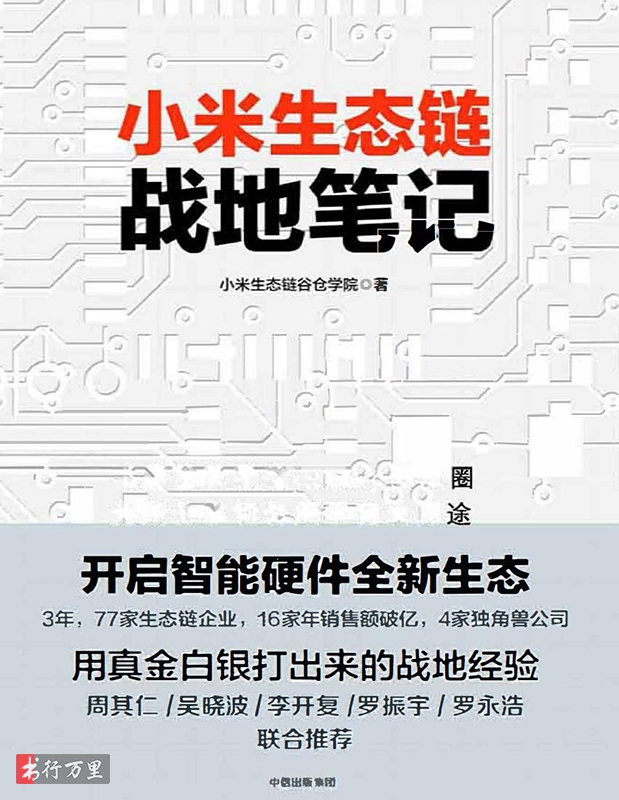 小米生态链
战地笔记
小米生态链谷仓学院◎著
圈
途
开启智能硬件全新生态
3年，77家生态链企业，16家年销售额破亿，4家独角兽公司
用真金白银打出来的战地经验
周其仁/吴晓波/李开复/罗振宇/罗永浩
联合推荐
书行万里
中信出版集团